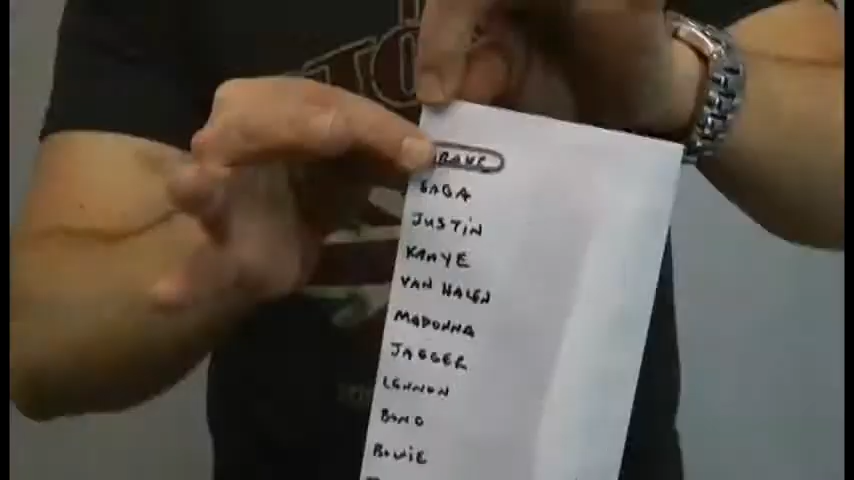 GAGA
JUSTIN
KANYE
VAN HALEN
MADONNA
JAGGER
LENNON
BONO
BOWIE